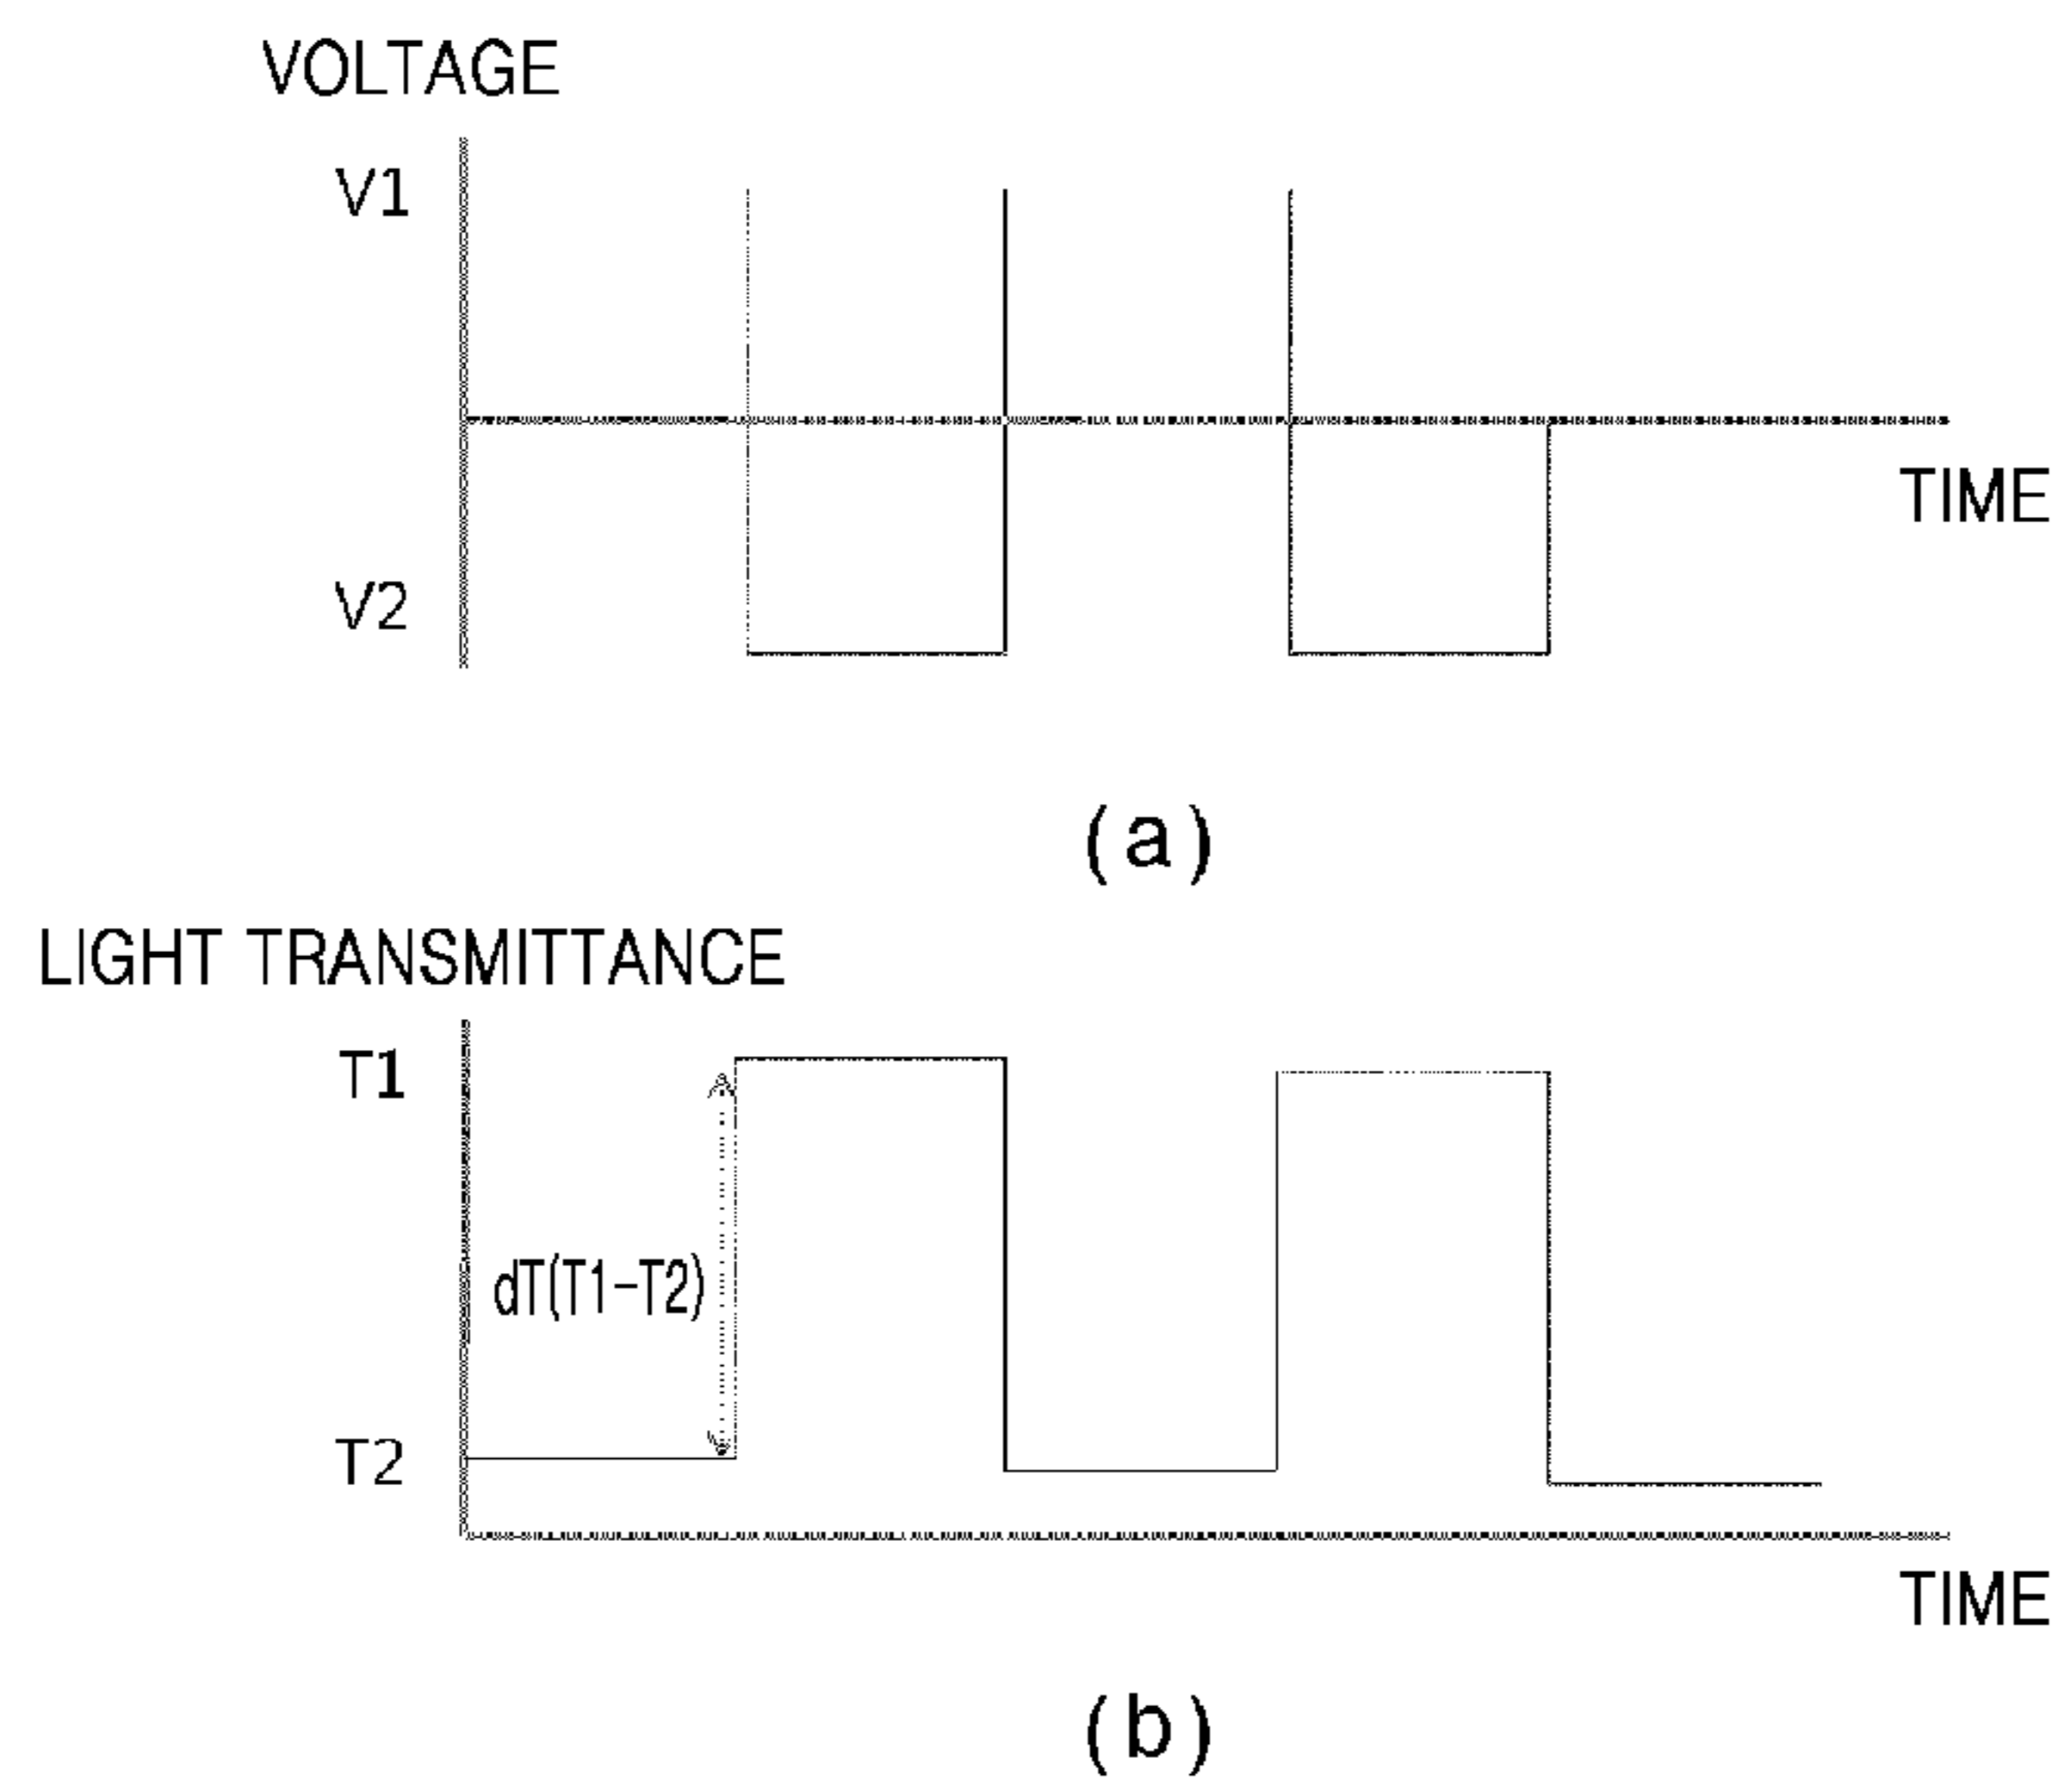 VOLTAGE
V1
TIME
V2
(a)
LIGHT TRANSMITTANCE
T1
dT(T1-T2)
T2
TIME
(b)